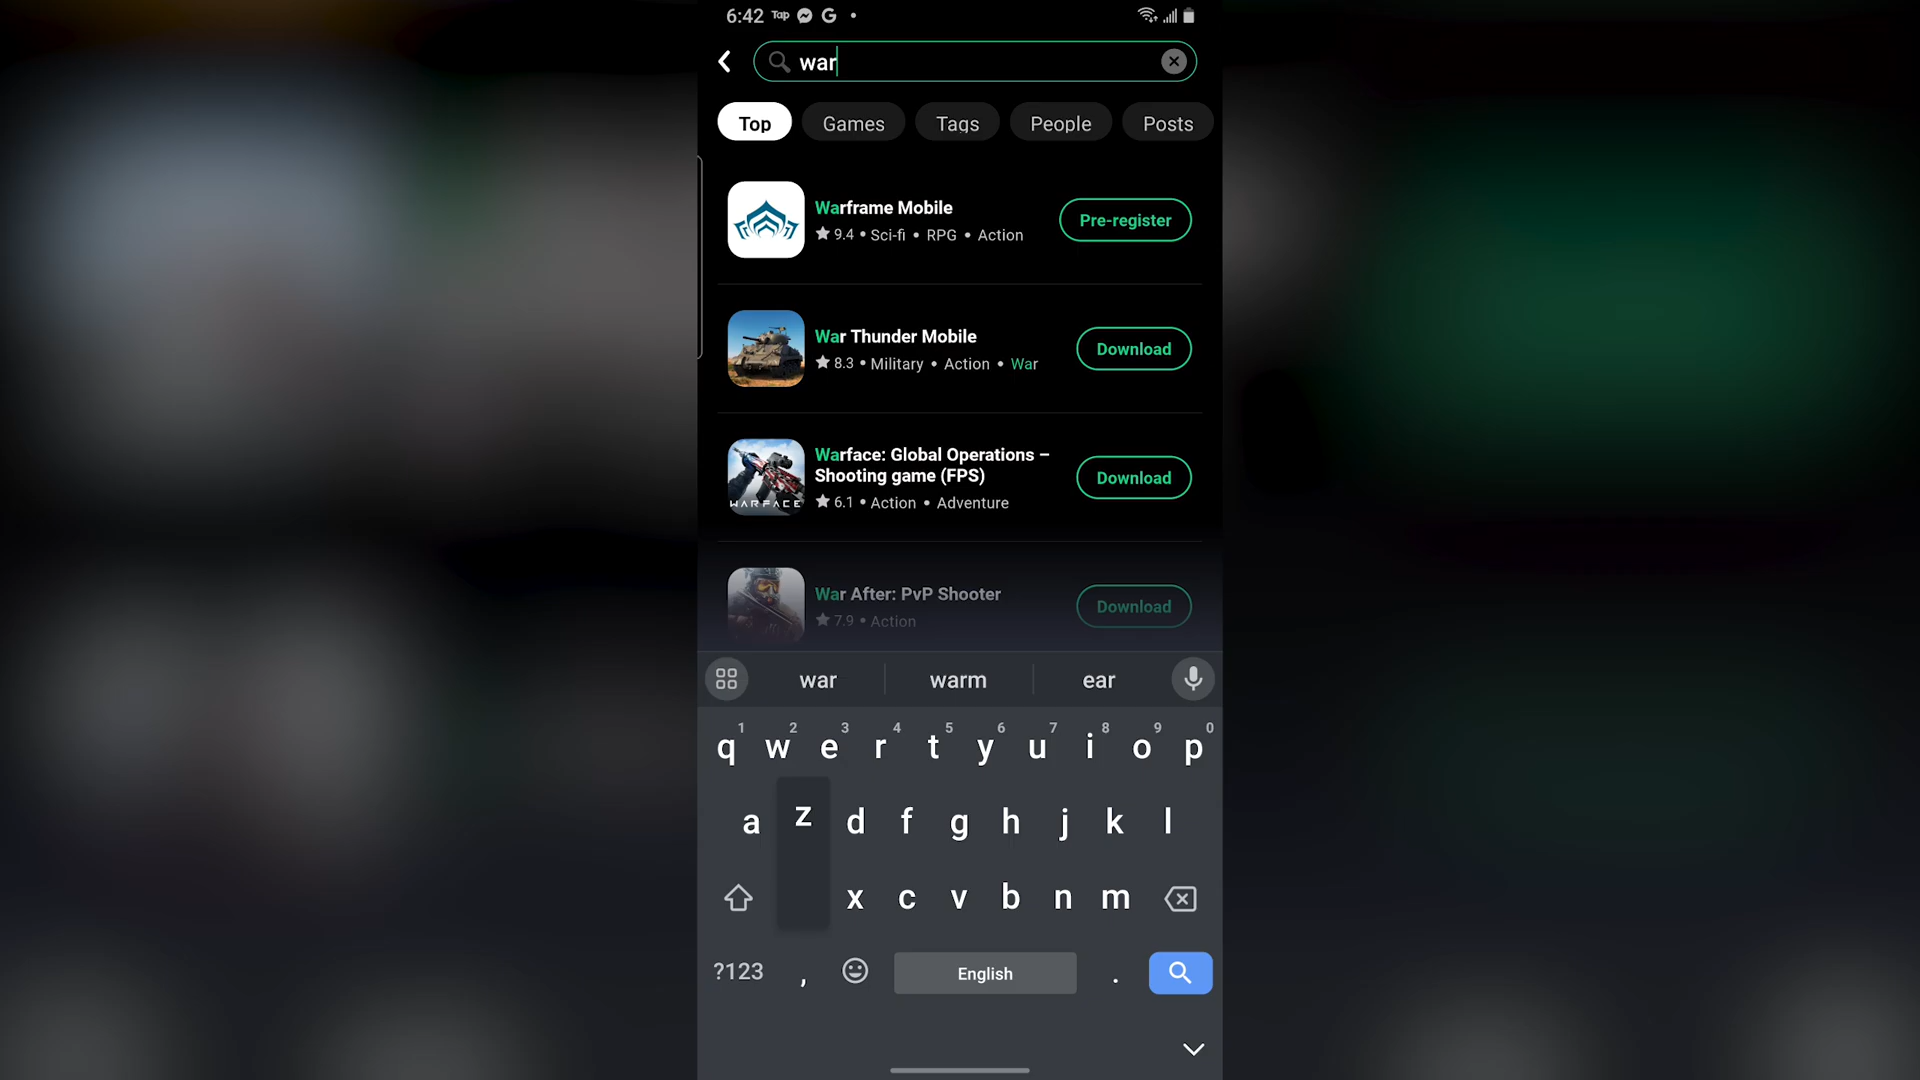 6:42 Tap G
war
Top Games Tags People Posts
Warframe Mobile
9.4 • Sci-fi • RPG • Action
Pre-register
War Thunder Mobile
8.3 • Military • Action • War
Download
WARFACE
Warface: Global Operations –
Shooting game (FPS)
6.1 • Action • Adventure
Download
War After: PvP Shooter
7.9 • Action
Download
war warm ear
1 2 3 4 5 6 7 8 9 0
q w e r t y u i o p
a z d f g h j k l
x c v b n m
?123 , English .